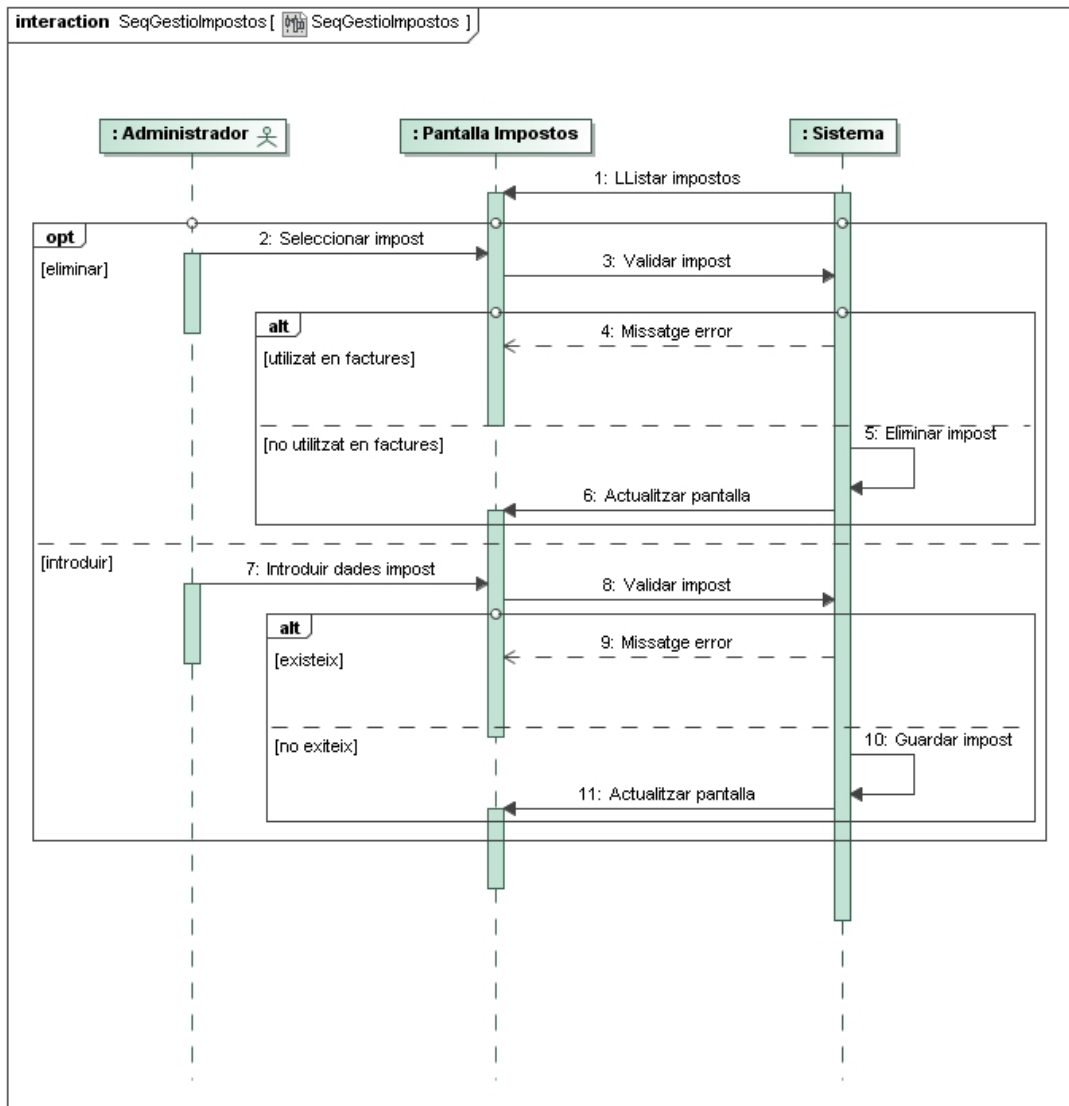 interaction SeqGestioImpostos [ SeqGestioImpostos ]
: Administrador
: Pantalla Impostos
: Sistema
1: LListar impostos
opt
2: Seleccionar impost
[eliminar]
3: Validar impost
alt
4: Missatge error
[utilizat en factures]
[no utilitzat en factures]
5: Eliminar impost
6: Actualitzar pantalla
[introduir]
7: Introduir dades impost
8: Validar impost
alt
9: Missatge error
[existeix]
[no exiteix]
10: Guardar impost
11: Actualitzar pantalla